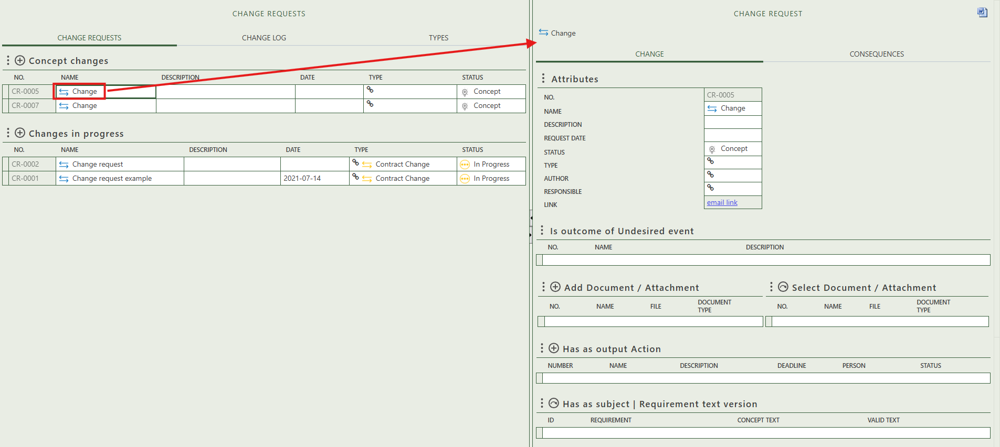 CHANGE REQUESTS
CHANGE REQUESTS CHANGE LOG TYPES
Concept changes
NO. NAME DESCRIPTION DATE TYPE STATUS
CR-0005 Change Concept
CR-0007 Change Concept
Changes in progress
NO. NAME DESCRIPTION DATE TYPE STATUS
CR-0002 Change request Contract Change In Progress
CR-0001 Change request example 2021-07-14 Contract Change In Progress
CHANGE REQUEST
Change
CHANGE CONSEQUENCES
Attributes
NO. CR-0005
NAME Change
DESCRIPTION
REQUEST DATE
STATUS Concept
TYPE
AUTHOR
RESPONSIBLE
LINK email link
Is outcome of Undesired event
NO. NAME DESCRIPTION
Add Document / Attachment
NO. NAME FILE DOCUMENT TYPE
Select Document / Attachment
NO. NAME FILE DOCUMENT TYPE
Has as output Action
NUMBER NAME DESCRIPTION DEADLINE PERSON STATUS
Has as subject | Requirement text version
ID REQUIREMENT CONCEPT TEXT VALID TEXT